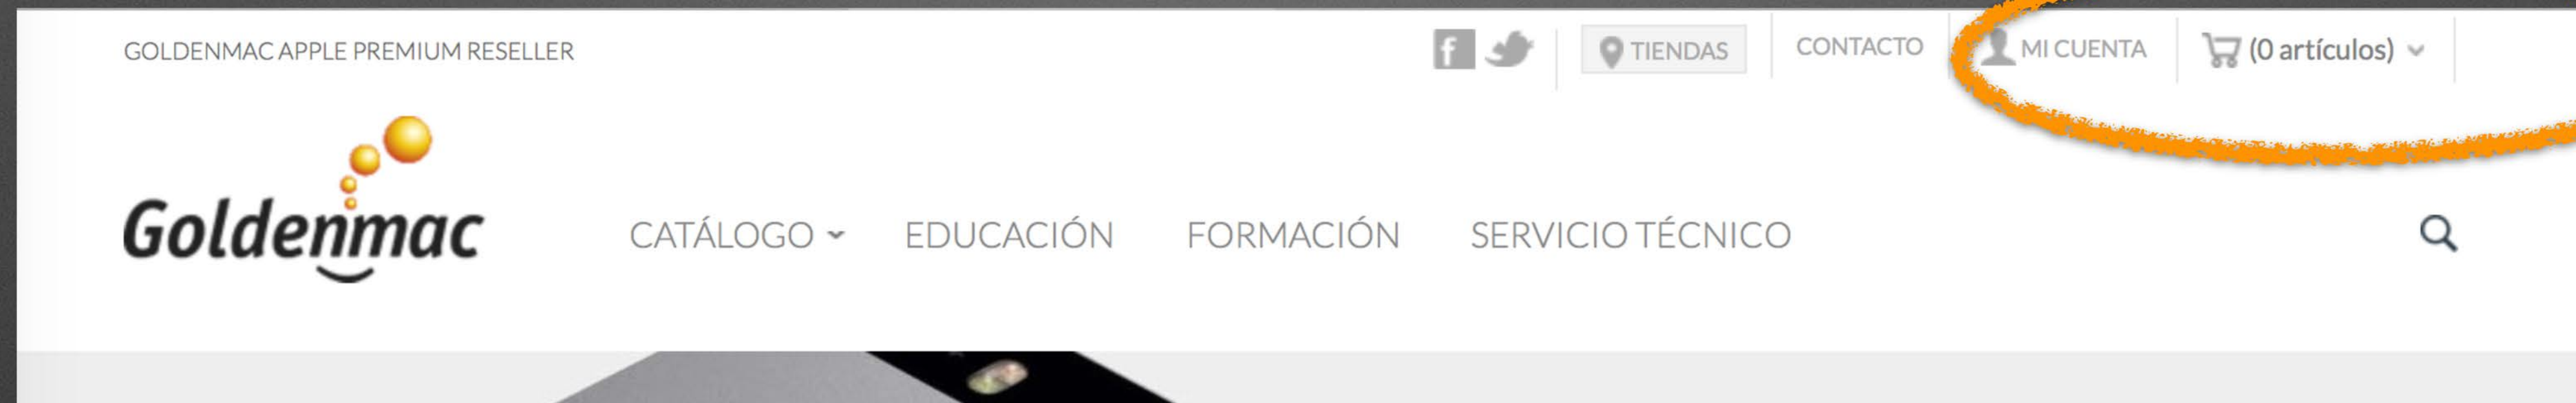 GOLDENMAC APPLE PREMIUM RESELLER
TIENDAS
CONTACTO
MI CUENTA
(0 artículos)
Goldenmac
CATÁLOGO
EDUCACIÓN
FORMACIÓN
SERVICIO TÉCNICO